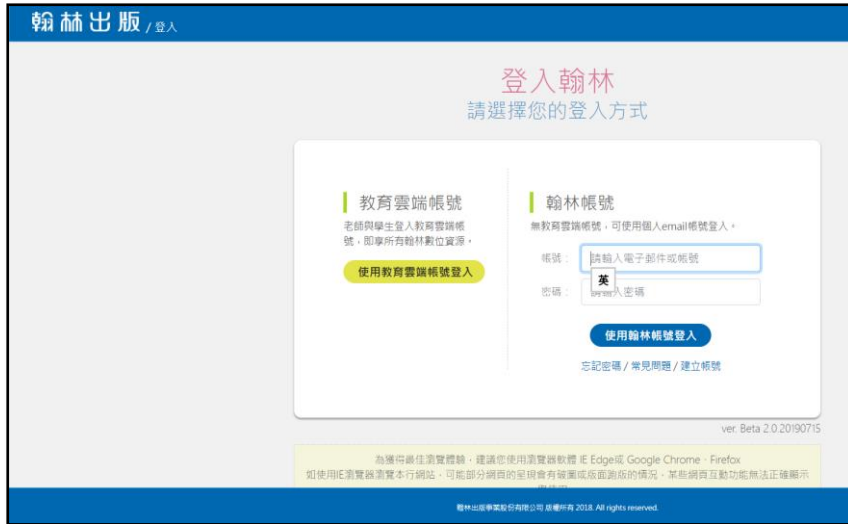 翰林出版 / 登入
登入翰林
請選擇您的登入方式
教育雲端帳號
老師與學生登入教育雲端帳
號，即享所有翰林數位資源。
使用教育雲端帳號登入
翰林帳號
無教育雲端帳號，可使用個人email帳號登入。
帳號： 請輸入電子郵件或帳號
英
密碼： 請輸入密碼
使用翰林帳號登入
忘記密碼 / 常見問題 / 建立帳號
ver. Beta 2.0.20190715
為獲得最佳瀏覽體驗，建議您使用瀏覽器軟體 IE Edge或 Google Chrome、Firefox
如使用IE瀏覽器瀏覽本行網站，可能部分網頁的呈現會有破圖或版面跑版的情況，某些網頁互動功能無法正確顯示
翰林出版事業股份有限公司 版權所有 2018. All rights reserved.